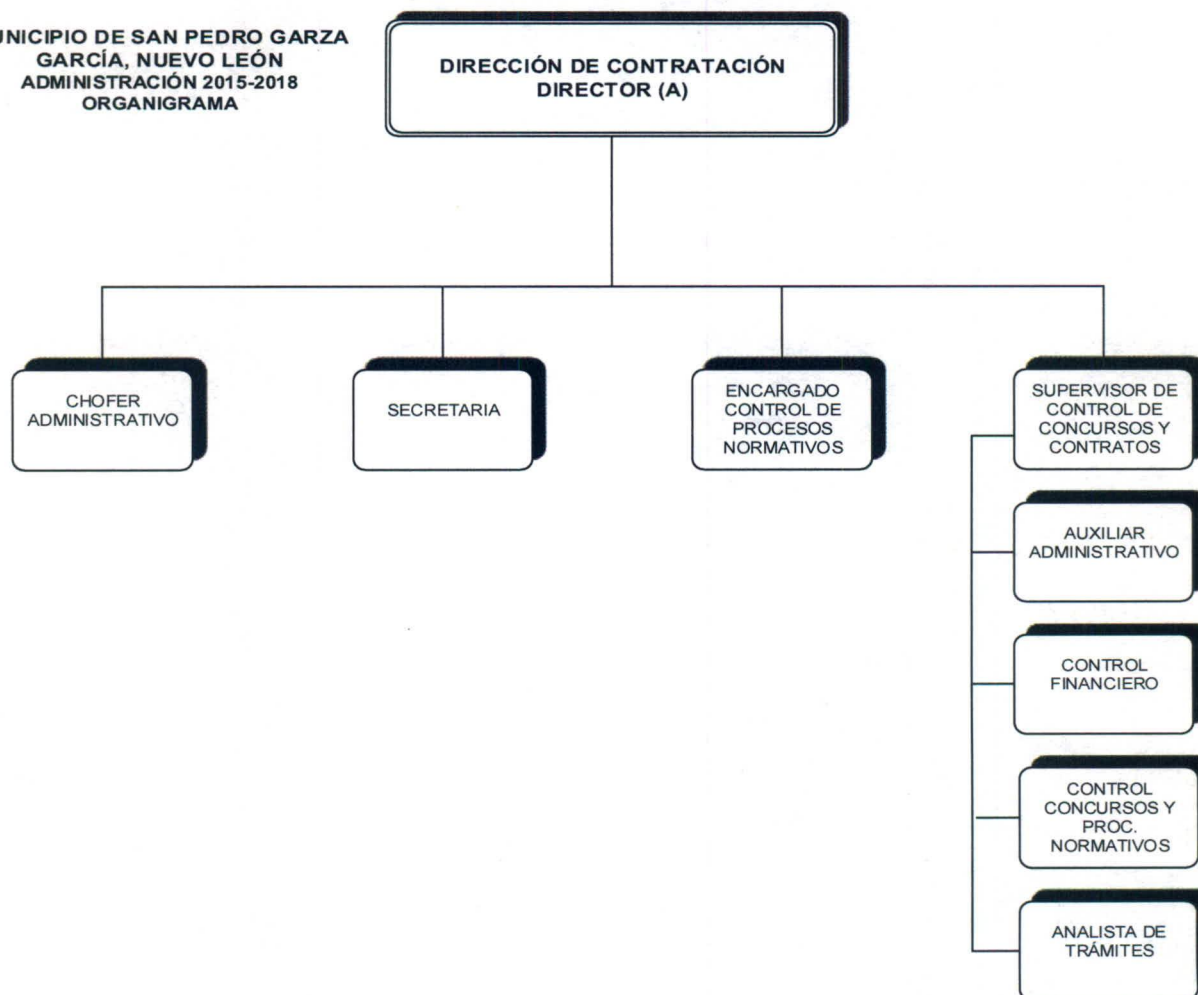 UNICIPIO DE SAN PEDRO GARZA
GARCÍA, NUEVO LEÓN
ADMINISTRACIÓN 2015-2018
ORGANIGRAMA
DIRECCIÓN DE CONTRATACIÓN
DIRECTOR (A)
CHOFER
ADMINISTRATIVO
SECRETARIA
ENCARGADO
CONTROL DE
PROCESOS
NORMATIVOS
SUPERVISOR DE
CONTROL DE
CONCURSOS Y
CONTRATOS
AUXILIAR
ADMINISTRATIVO
CONTROL
FINANCIERO
CONTROL
CONCURSOS Y
PROC.
NORMATIVOS
ANALISTA DE
TRÁMITES